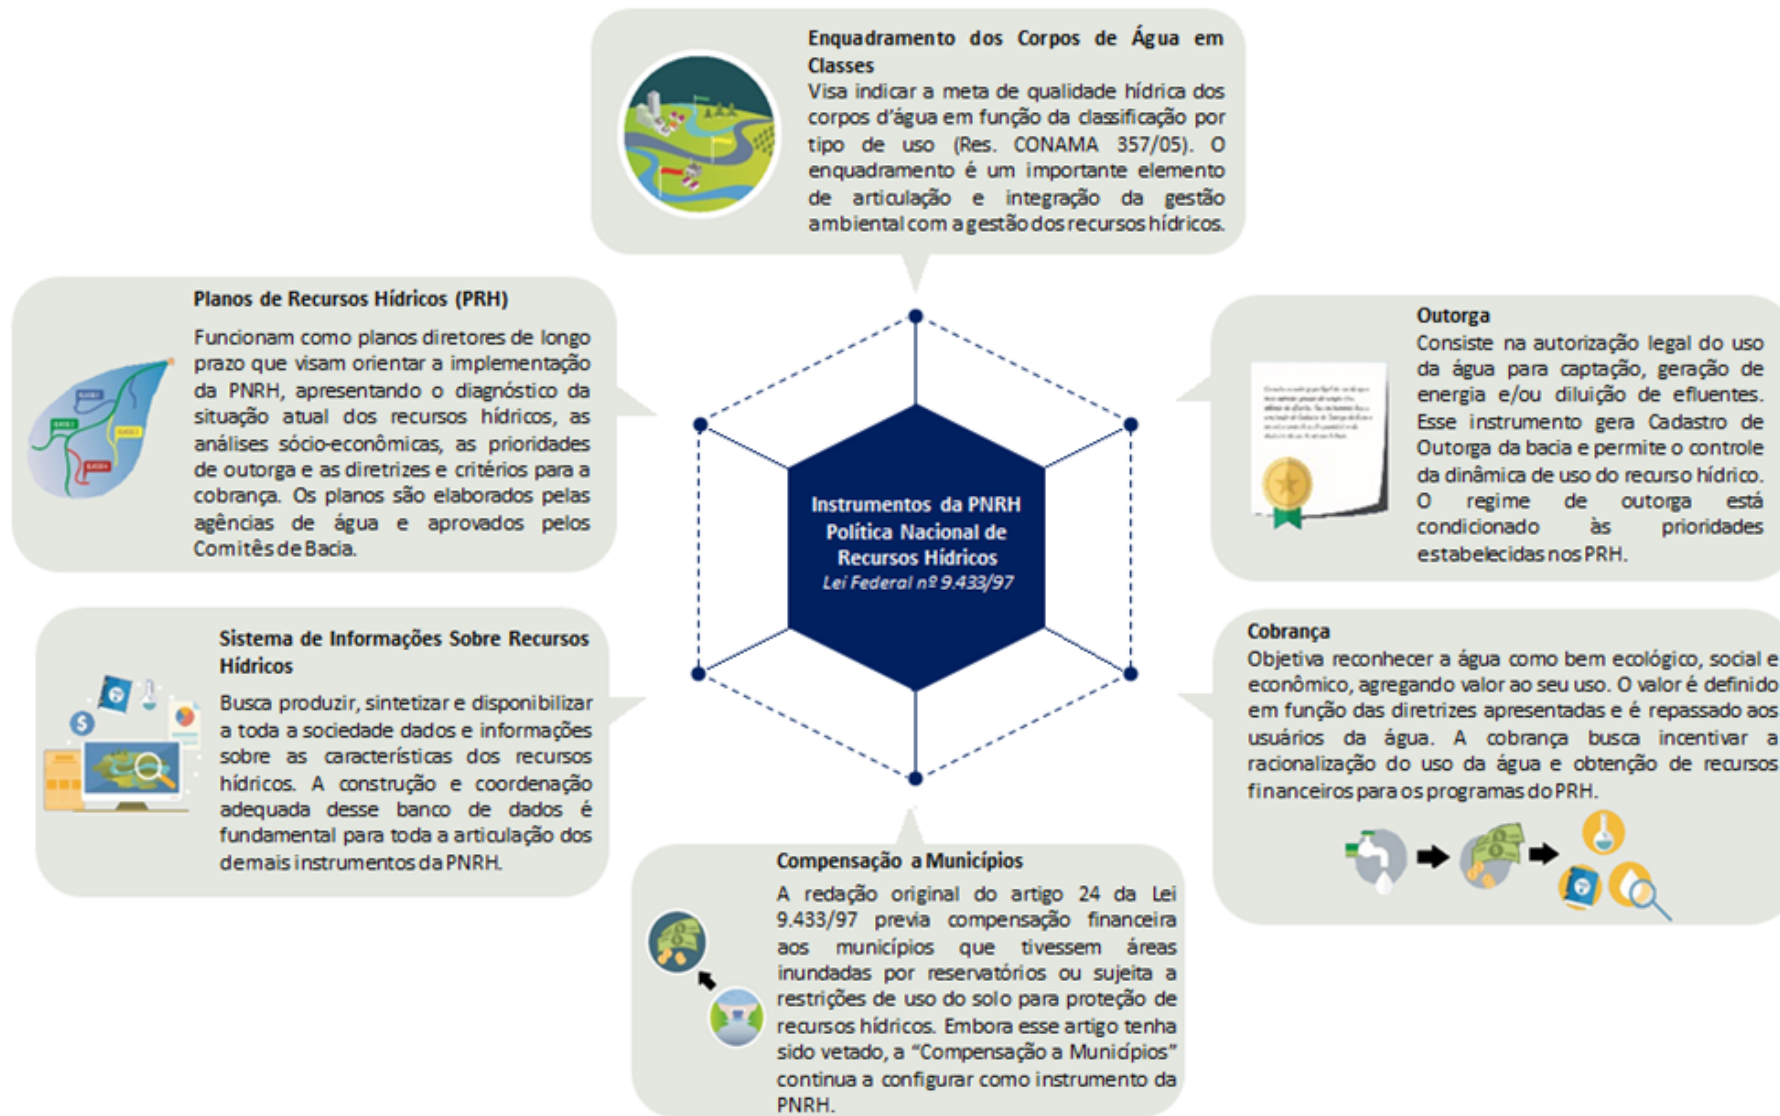 Enquadramento dos Corpos de Água em
Classes
Visa indicar a meta de qualidade hídrica dos
corpos d'água em função da classificação por
tipo de uso (Res. CONAMA 357/05). O
enquadramento é um importante elemento
de articulação e integração da gestão
ambiental com a gestão dos recursos hídricos.
Planos de Recursos Hídricos (PRH)
Funcionam como planos diretores de longo
prazo que visam orientar a implementação
da PNRH, apresentando o diagnóstico da
situação atual dos recursos hídricos, as
análises sócio-econômicas, as prioridades
de outorga e as diretrizes e critérios para a
cobrança. Os planos são elaborados pelas
agências de água e aprovados pelos
Comitês de Bacia.
Outorga
Consiste na autorização legal do uso
da água para captação, geração de
energia e/ou diluição de efluentes.
Esse instrumento gera Cadastro de
Outorga da bacia e permite o controle
da dinâmica de uso do recurso hídrico.
O regime de outorga está
condicionado às prioridades
estabelecidas nos PRH.
Instrumentos da PNRH
Política Nacional de
Recursos Hídricos
Lei Federal nº 9.433/97
Sistema de Informações Sobre Recursos
Hídricos
Busca produzir, sintetizar e disponibilizar
a toda a sociedade dados e informações
sobre as características dos recursos
hídricos. A construção e coordenação
adequada desse banco de dados é
fundamental para toda a articulação dos
demais instrumentos da PNRH.
$
Cobrança
Objetiva reconhecer a água como bem ecológico, social e
econômico, agregando valor ao seu uso. O valor é definido
em função das diretrizes apresentadas e é repassado aos
usuários da água. A cobrança busca incentivar a
racionalização do uso da água e obtenção de recursos
financeiros para os programas do PRH.
Compensação a Municípios
A redação original do artigo 24 da Lei
9.433/97 previa compensação financeira
aos municípios que tivessem áreas
inundadas por reservatórios ou sujeita a
restrições de uso do solo para proteção de
recursos hídricos. Embora esse artigo tenha
sido vetado, a "Compensação a Municípios"
continua a configurar como instrumento da
PNRH.